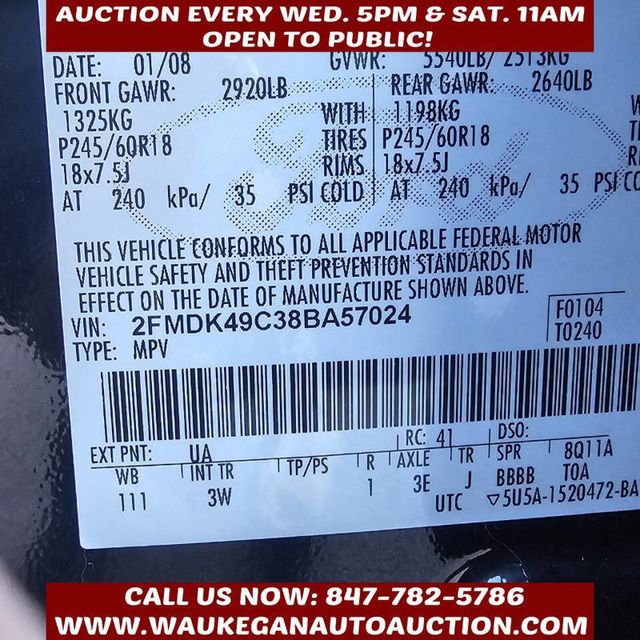 AUCTION EVERY WED. 5PM & SAT. 11AM
OPEN TO PUBLIC!
DATE: 01/08 GVWR: 5540LB/ 2513KG
FRONT GAWR: 2920LB REAR GAWR: 2640LB
1325KG WITH 1198KG
P245/60R18 TIRES P245/60R18
18x7.5J RIMS 18x7.5J
AT 240 kPa/ 35 PSI COLD AT 240 kPa/ 35 PSI
THIS VEHICLE CONFORMS TO ALL APPLICABLE FEDERAL MOTOR
VEHICLE SAFETY AND THEFT PREVENTION STANDARDS IN
EFFECT ON THE DATE OF MANUFACTURE SHOWN ABOVE.
VIN: 2FMDK49C38BA57024 F0104
TYPE: MPV T0240
EXT PNT: UA RC: 41 DSO:
WB INT TR TP/PS R AXLE TR SPR 8Q11A
111 3W 1 3E J BBBB T0A
UTC ▽5U5A-1520472-BA
CALL US NOW: 847-782-5786
WWW.WAUKEGANAUTOAUCTION.COM